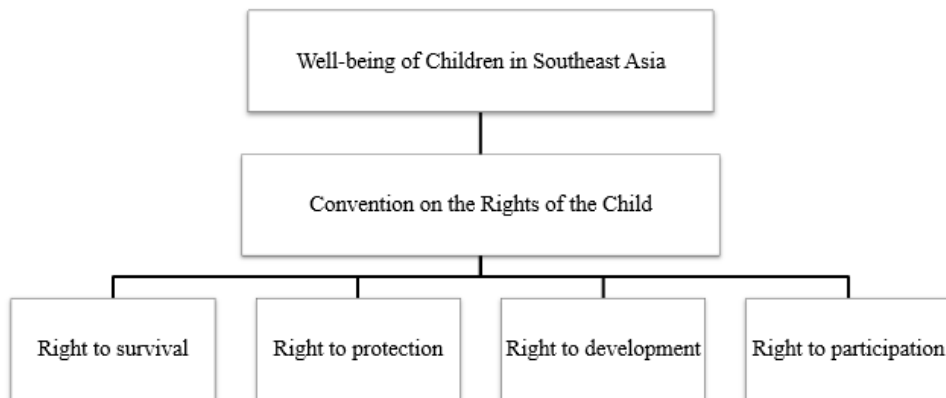 Well-being of Children in Southeast Asia
Convention on the Rights of the Child
Right to survival
Right to protection
Right to development
Right to participation